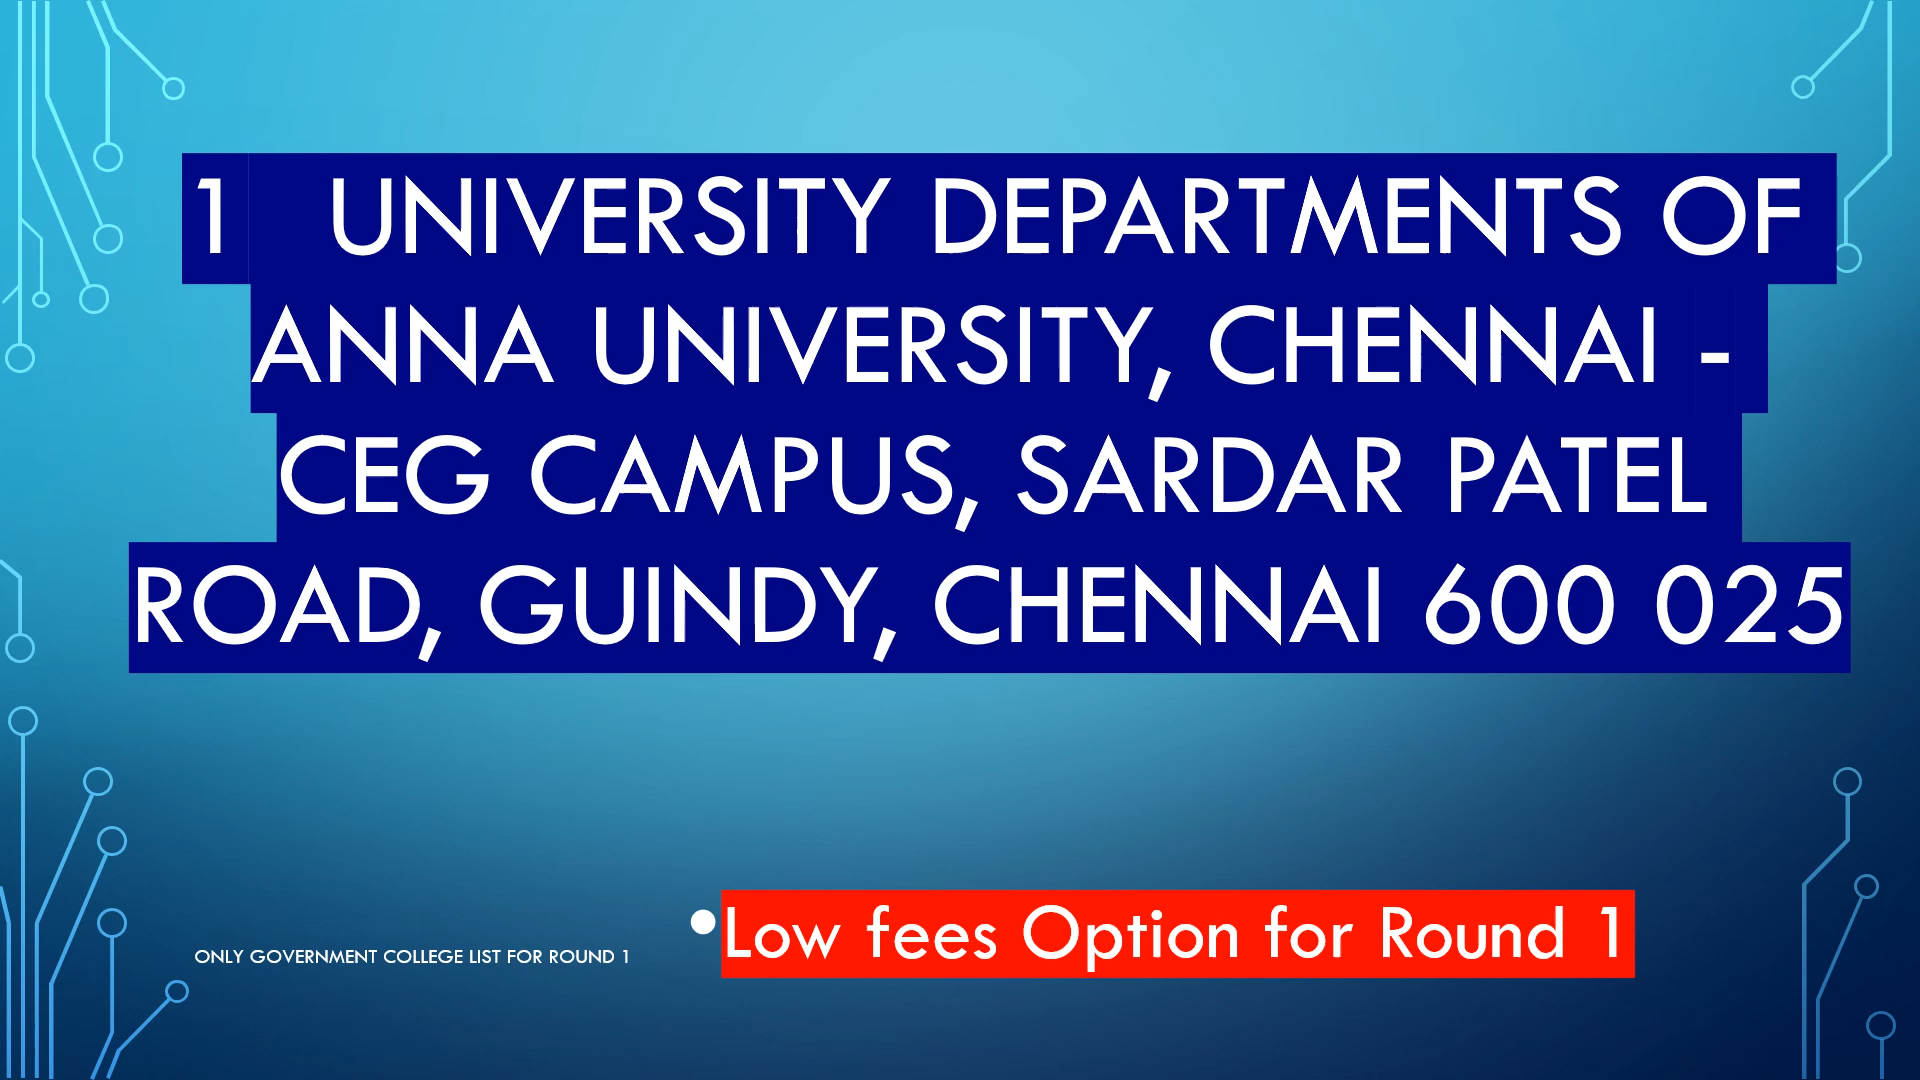 1 UNIVERSITY DEPARTMENTS OF
ANNA UNIVERSITY, CHENNAI -
CEG CAMPUS, SARDAR PATEL
ROAD, GUINDY, CHENNAI 600 025
ONLY GOVERNMENT COLLEGE LIST FOR ROUND 1
•Low fees Option for Round 1